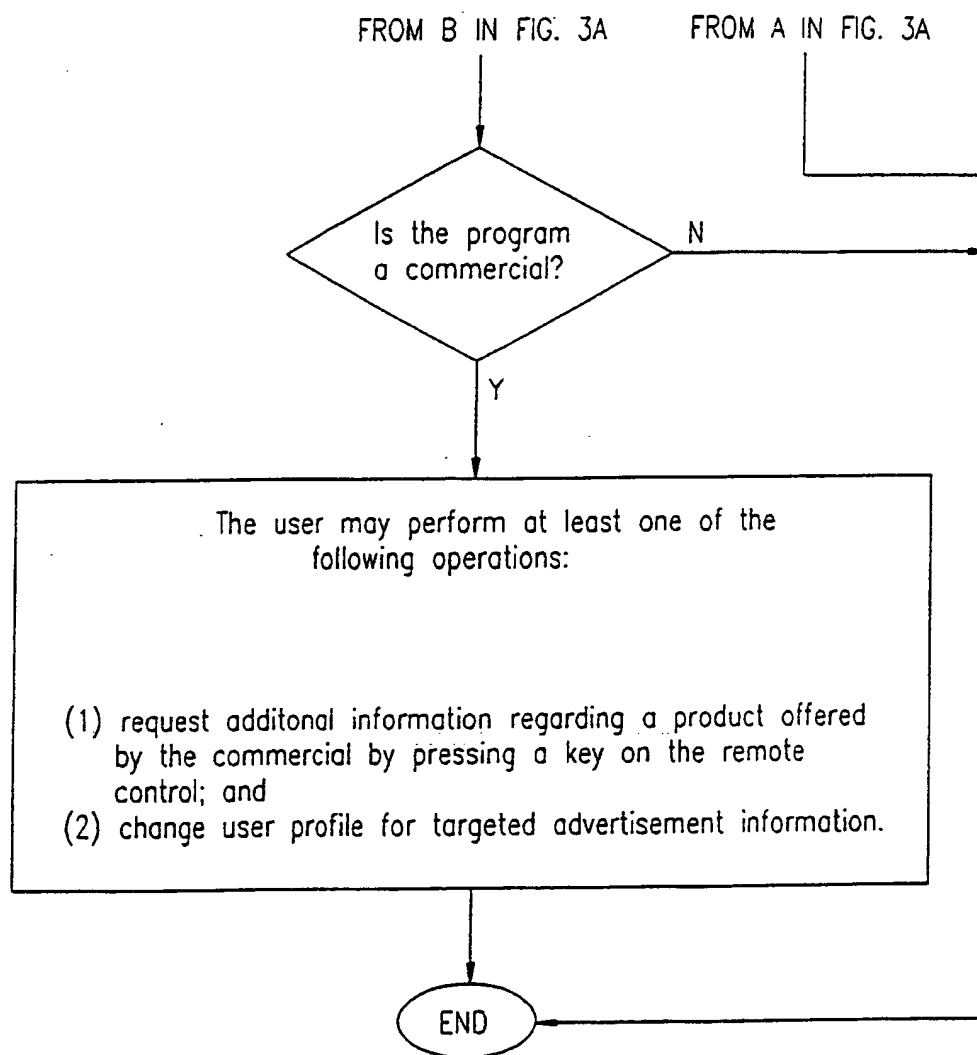 FROM B IN FIG. 3A
FROM A IN FIG. 3A
Is the program
a commercial?
N
Y
The user may perform at least one of the
following operations:
(1) request additonal information regarding a product offered
by the commercial by pressing a key on the remote
control; and
(2) change user profile for targeted advertisement information.
END